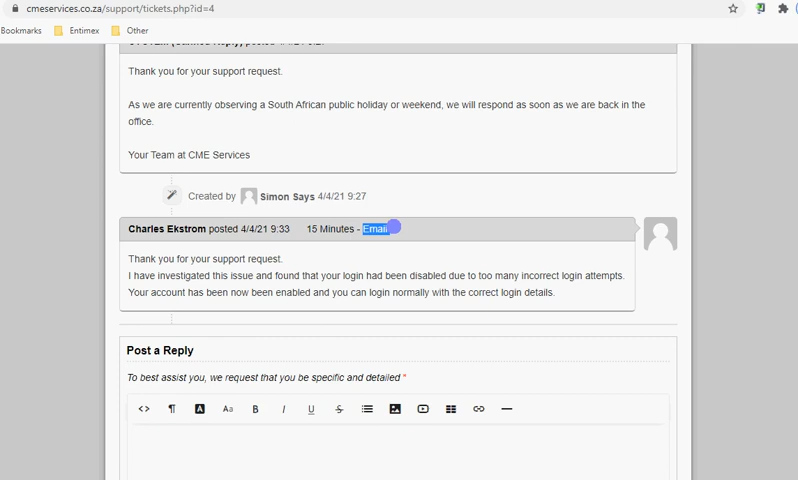 cmeservices.co.za/support/tickets.php?id=4
Bookmarks Entimex Other
Thank you for your support request.
As we are currently observing a South African public holiday or weekend, we will respond as soon as we are back in the
office.
Your Team at CME Services
Created by Simon Says 4/4/21 9:27
Charles Ekstrom posted 4/4/21 9:33 15 Minutes - Email
Thank you for your support request.
I have investigated this issue and found that your login had been disabled due to too many incorrect login attempts.
Your account has been now been enabled and you can login normally with the correct login details.
Post a Reply
To best assist you, we request that you be specific and detailed *
<> ¶ A Aa B I U S